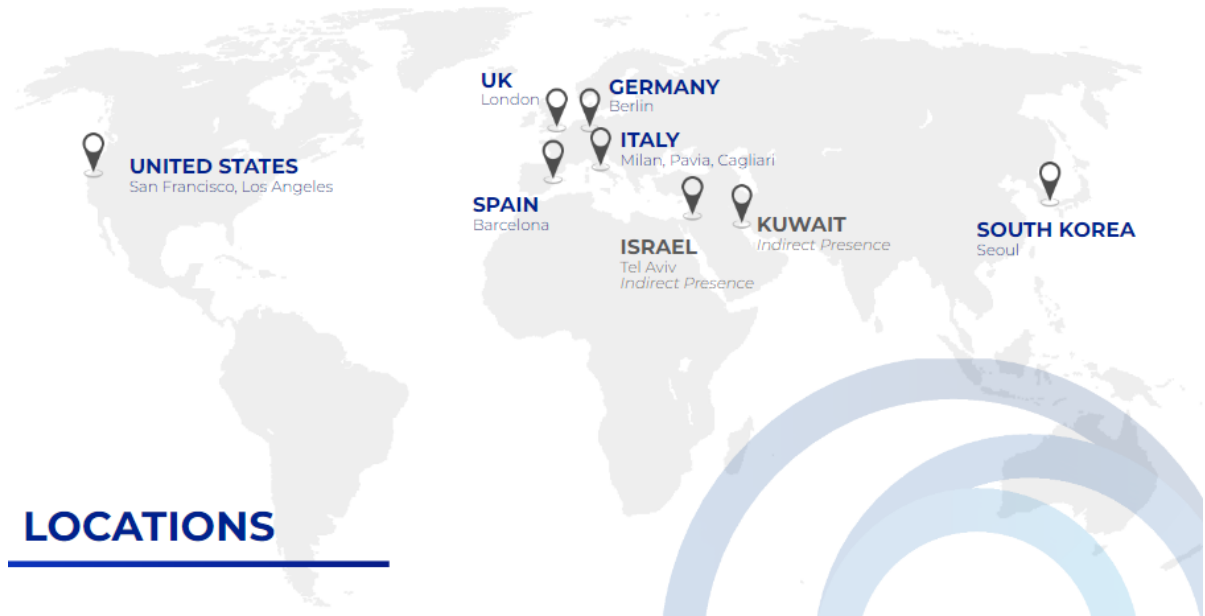 UK
London
GERMANY
Berlin
ITALY
Milan, Pavia, Cagliari
UNITED STATES
San Francisco, Los Angeles
SPAIN
Barcelona
KUWAIT
Indirect Presence
ISRAEL
Tel Aviv
Indirect Presence
SOUTH KOREA
Seoul
LOCATIONS